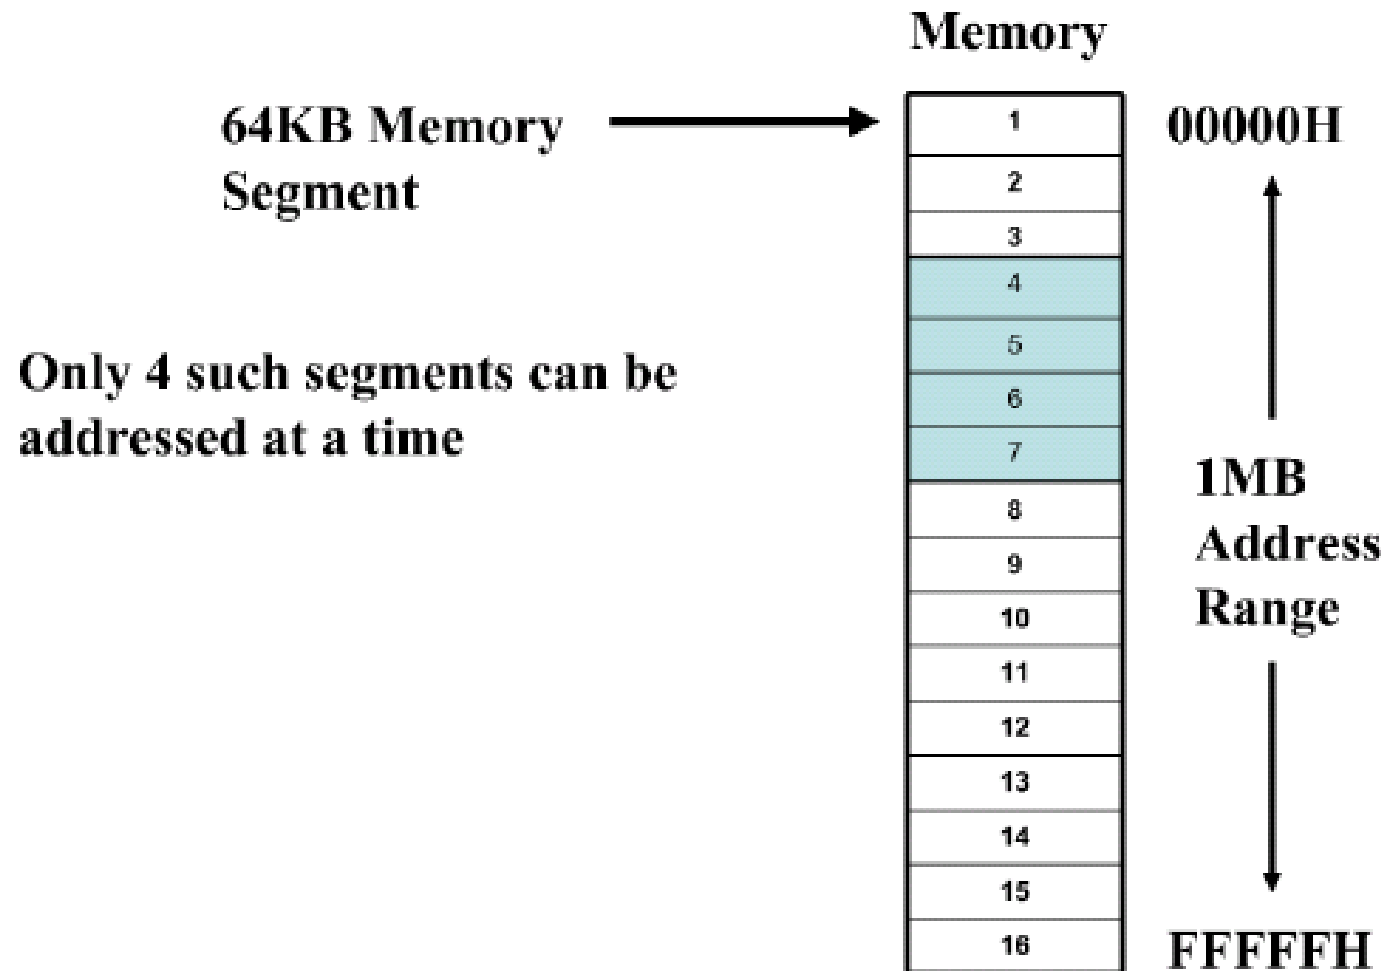 Memory
64KB Memory
Segment
Only 4 such segments can be
addressed at a time
1
2
3
4
5
6
7
8
9
10
11
12
13
14
15
16
00000H
1MB
Address
Range
FFFFFH